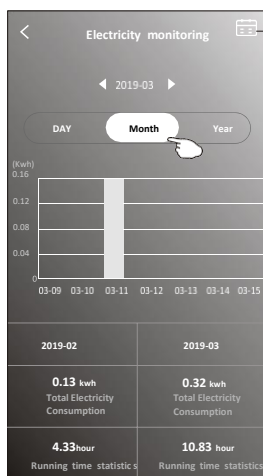 Electricity monitoring
2019-03
DAY Month Year
(Kwh)
0.16
0.12
0.08
0.04
0
03-09 03-10 03-11 03-12 03-13 03-14 03-15
2019-02 2019-03
0.13 kwh 0.32 kwh
Total Electricity Total Electricity
Consumption Consumption
4.33hour 10.83 hour
Running time statistics Running time statistics